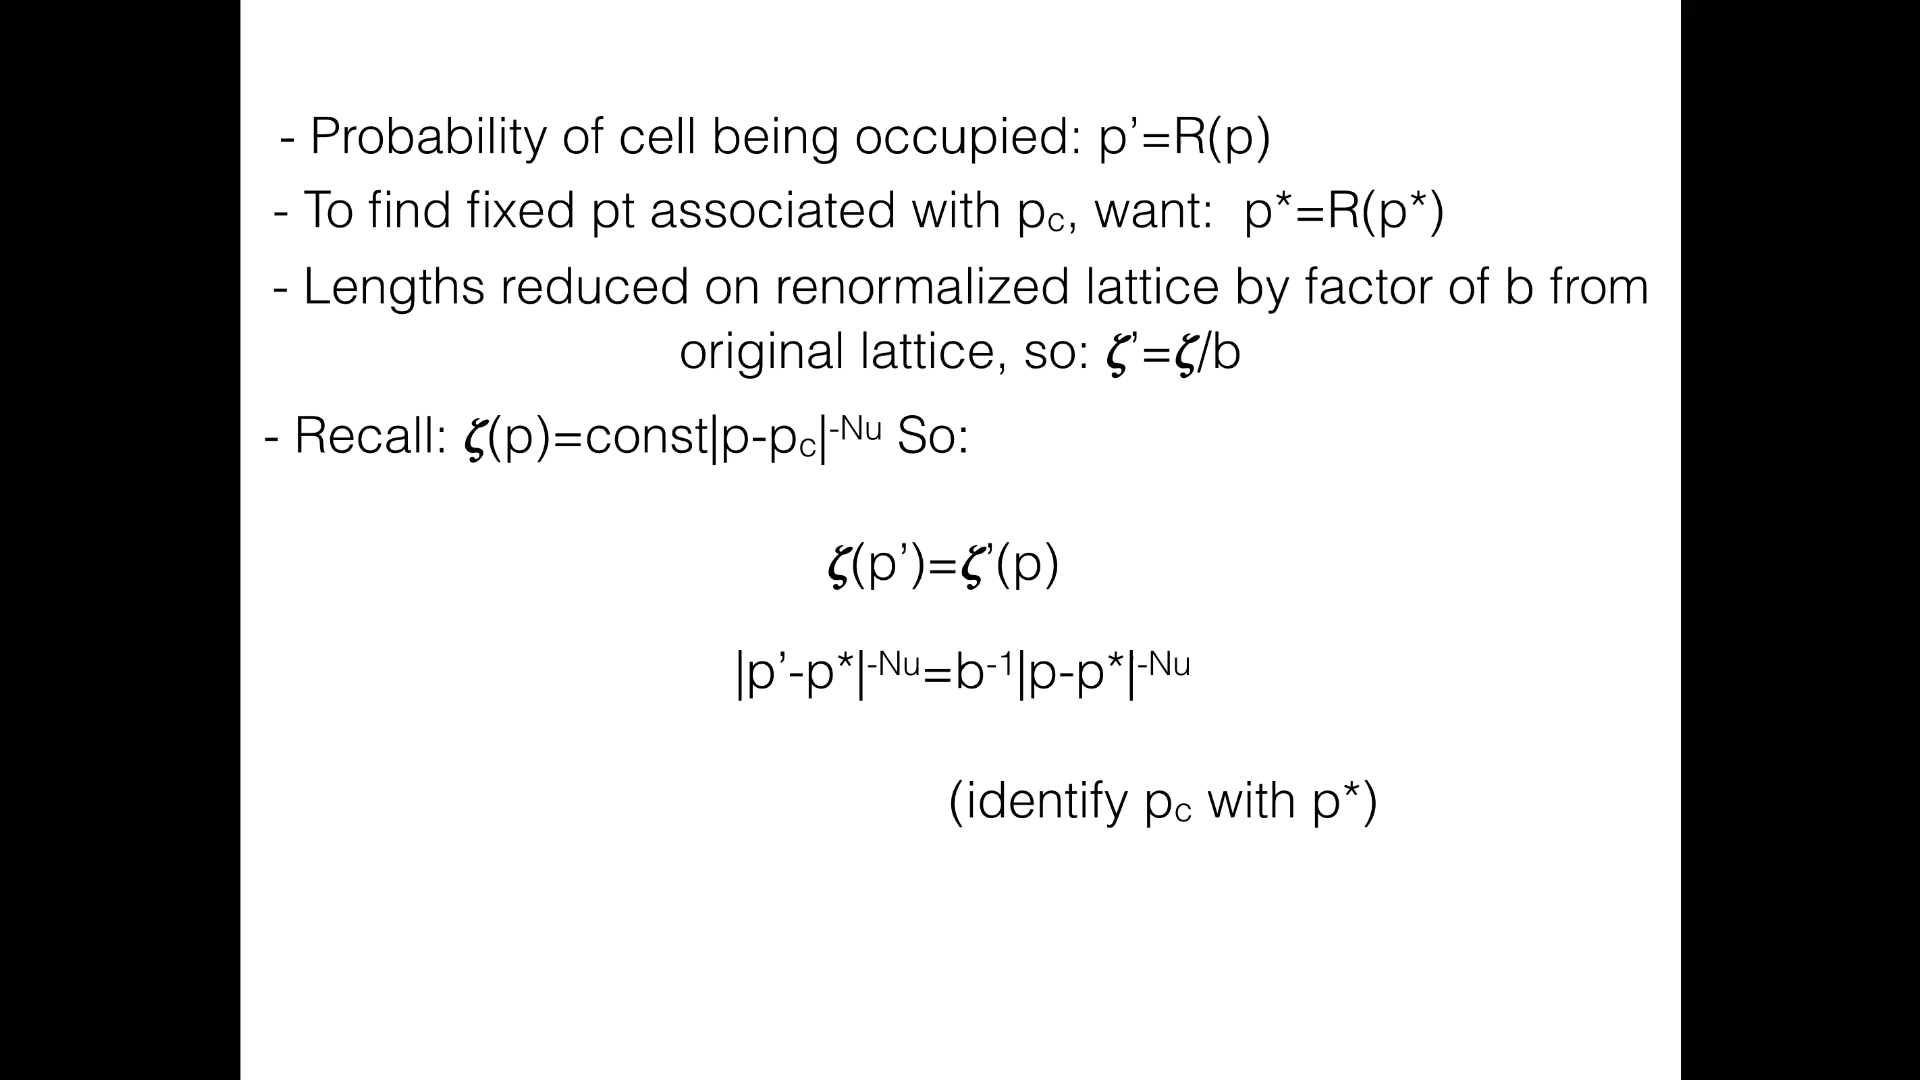 - Probability of cell being occupied: p’=R(p)
- To find fixed pt associated with pc, want: p*=R(p*)
- Lengths reduced on renormalized lattice by factor of b from
original lattice, so: ζ’=ζ/b
- Recall: ζ(p)=const|p-pc|-Nu So:
ζ(p’)=ζ’(p)
|p’-p*|-Nu=b-1|p-p*|-Nu
(identify pc with p*)